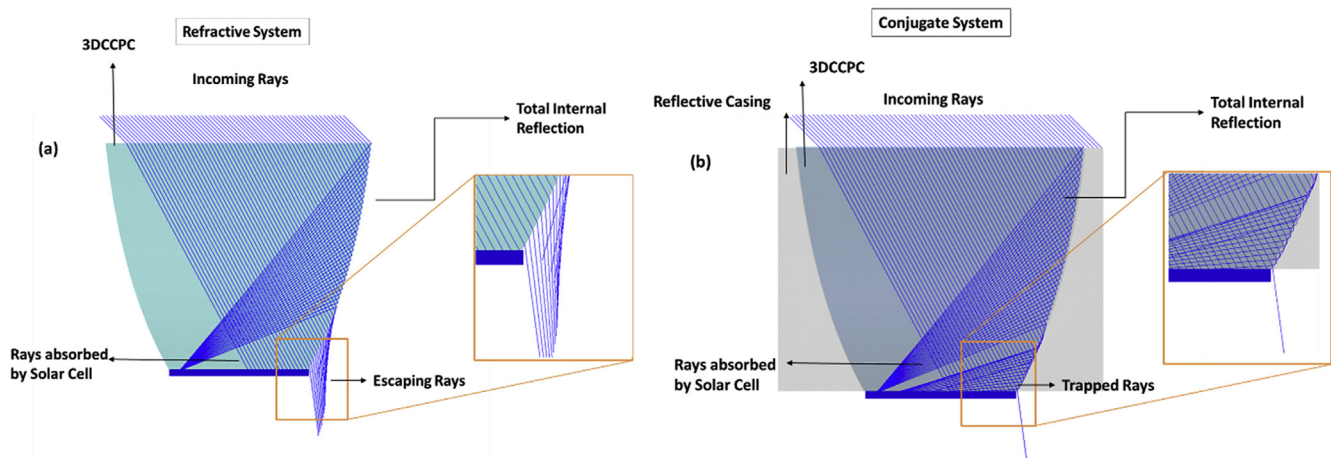 Refractive System
3DCCPC
Incoming Rays
Total Internal
Reflection
(a)
Rays absorbed
by Solar Cell
Escaping Rays
Conjugate System
3DCCPC
Reflective Casing
Incoming Rays
Total Internal
Reflection
(b)
Rays absorbed
by Solar Cell
Trapped Rays